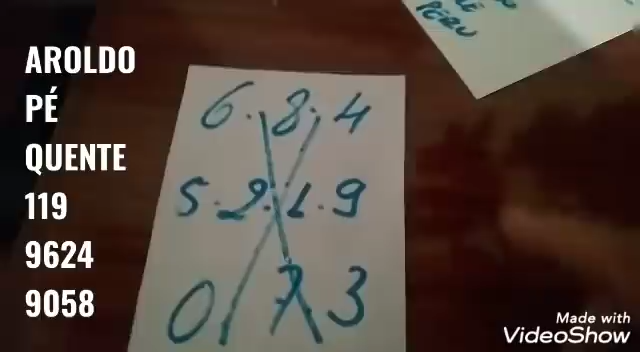 AROLDO
PÉ
QUENTE
119
9624
9058
PERU
6.8.4
5.2.1.9
0 7 3
Made with
VideoShow